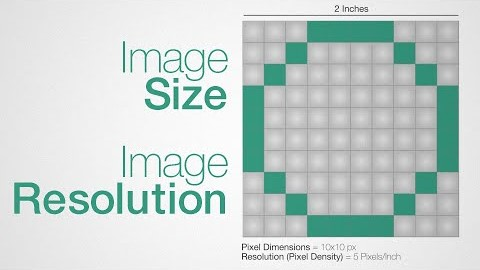 2 Inches
Image
Size
Image
Resolution
Pixel Dimensions = 10x10 px
Resolution (Pixel Density) = 5 Pixels/Inch